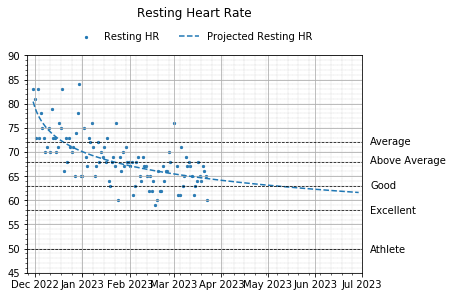 Resting Heart Rate
Resting HR
Projected Resting HR
90
85
80
75
70
65
60
55
50
45
Average
Above Average
Good
Excellent
Athlete
Dec 2022 Jan 2023 Feb 2023 Mar 2023 Apr 2023 May 2023 Jun 2023 Jul 2023